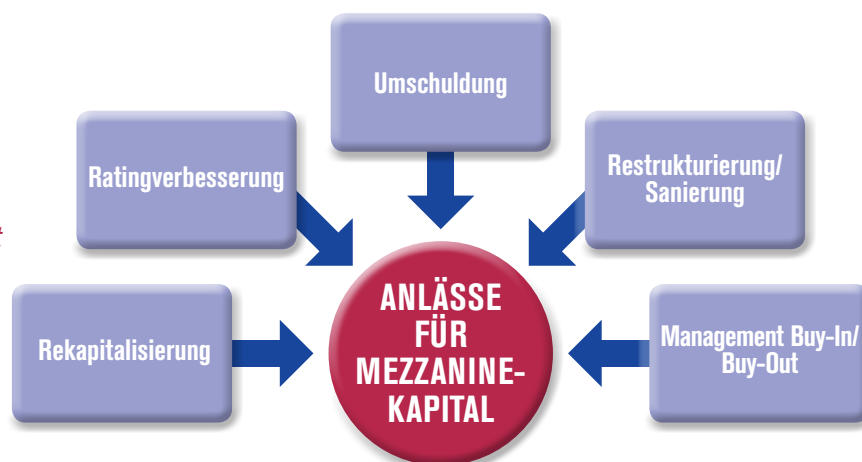 Umschuldung
Ratingverbesserung
Restrukturierung/
Sanierung
ANLÄSSE
FÜR
MEZZANINE-
KAPITAL
Rekapitalisierung
Management Buy-In/
Buy-Out